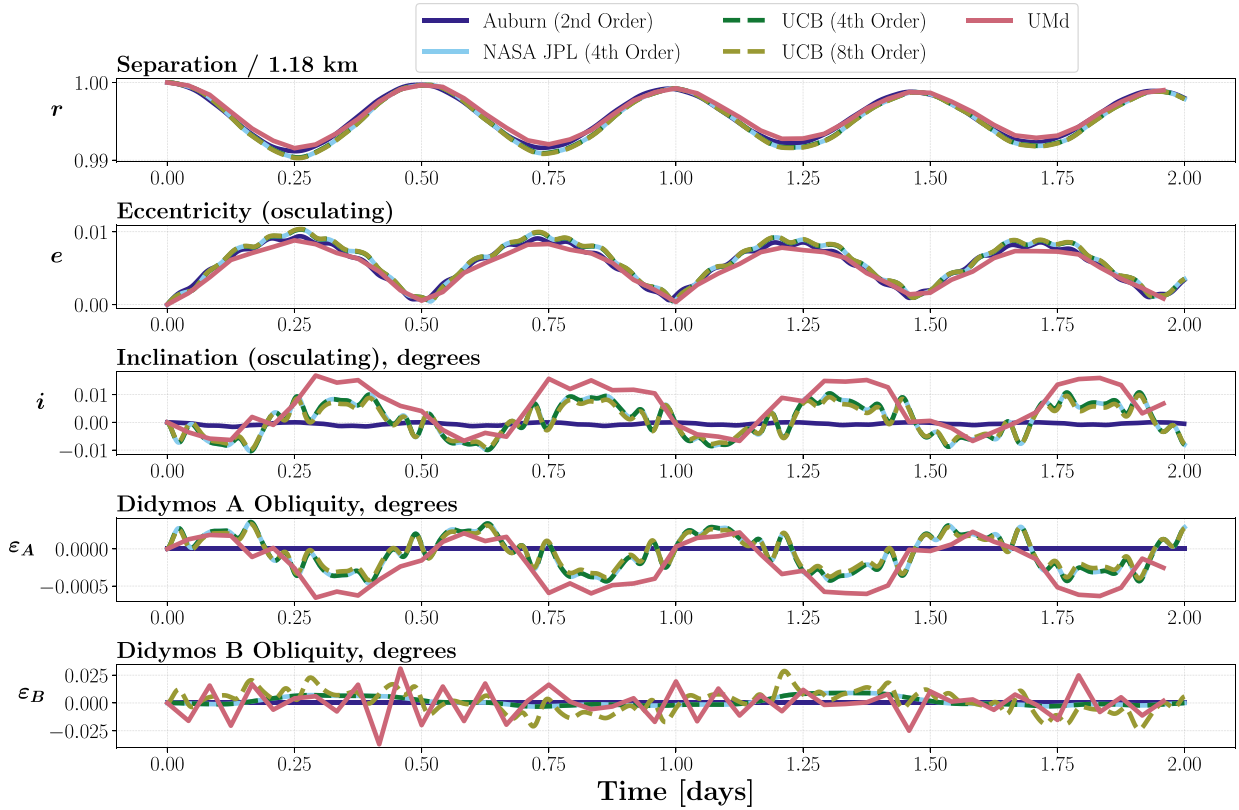 Auburn (2nd Order)
NASA JPL (4th Order)
UCB (4th Order)
UCB (8th Order)
UMd
Separation / 1.18 km
r
1.00
0.99
0.00 0.25 0.50 0.75 1.00 1.25 1.50 1.75 2.00
Eccentricity (osculating)
e
0.01
0.00
0.00 0.25 0.50 0.75 1.00 1.25 1.50 1.75 2.00
Inclination (osculating), degrees
i
0.01
0.00
−0.01
0.00 0.25 0.50 0.75 1.00 1.25 1.50 1.75 2.00
Didymos A Obliquity, degrees
εA
0.0000
−0.0005
0.00 0.25 0.50 0.75 1.00 1.25 1.50 1.75 2.00
Didymos B Obliquity, degrees
εB
0.025
0.000
−0.025
0.00 0.25 0.50 0.75 1.00 1.25 1.50 1.75 2.00
Time [days]